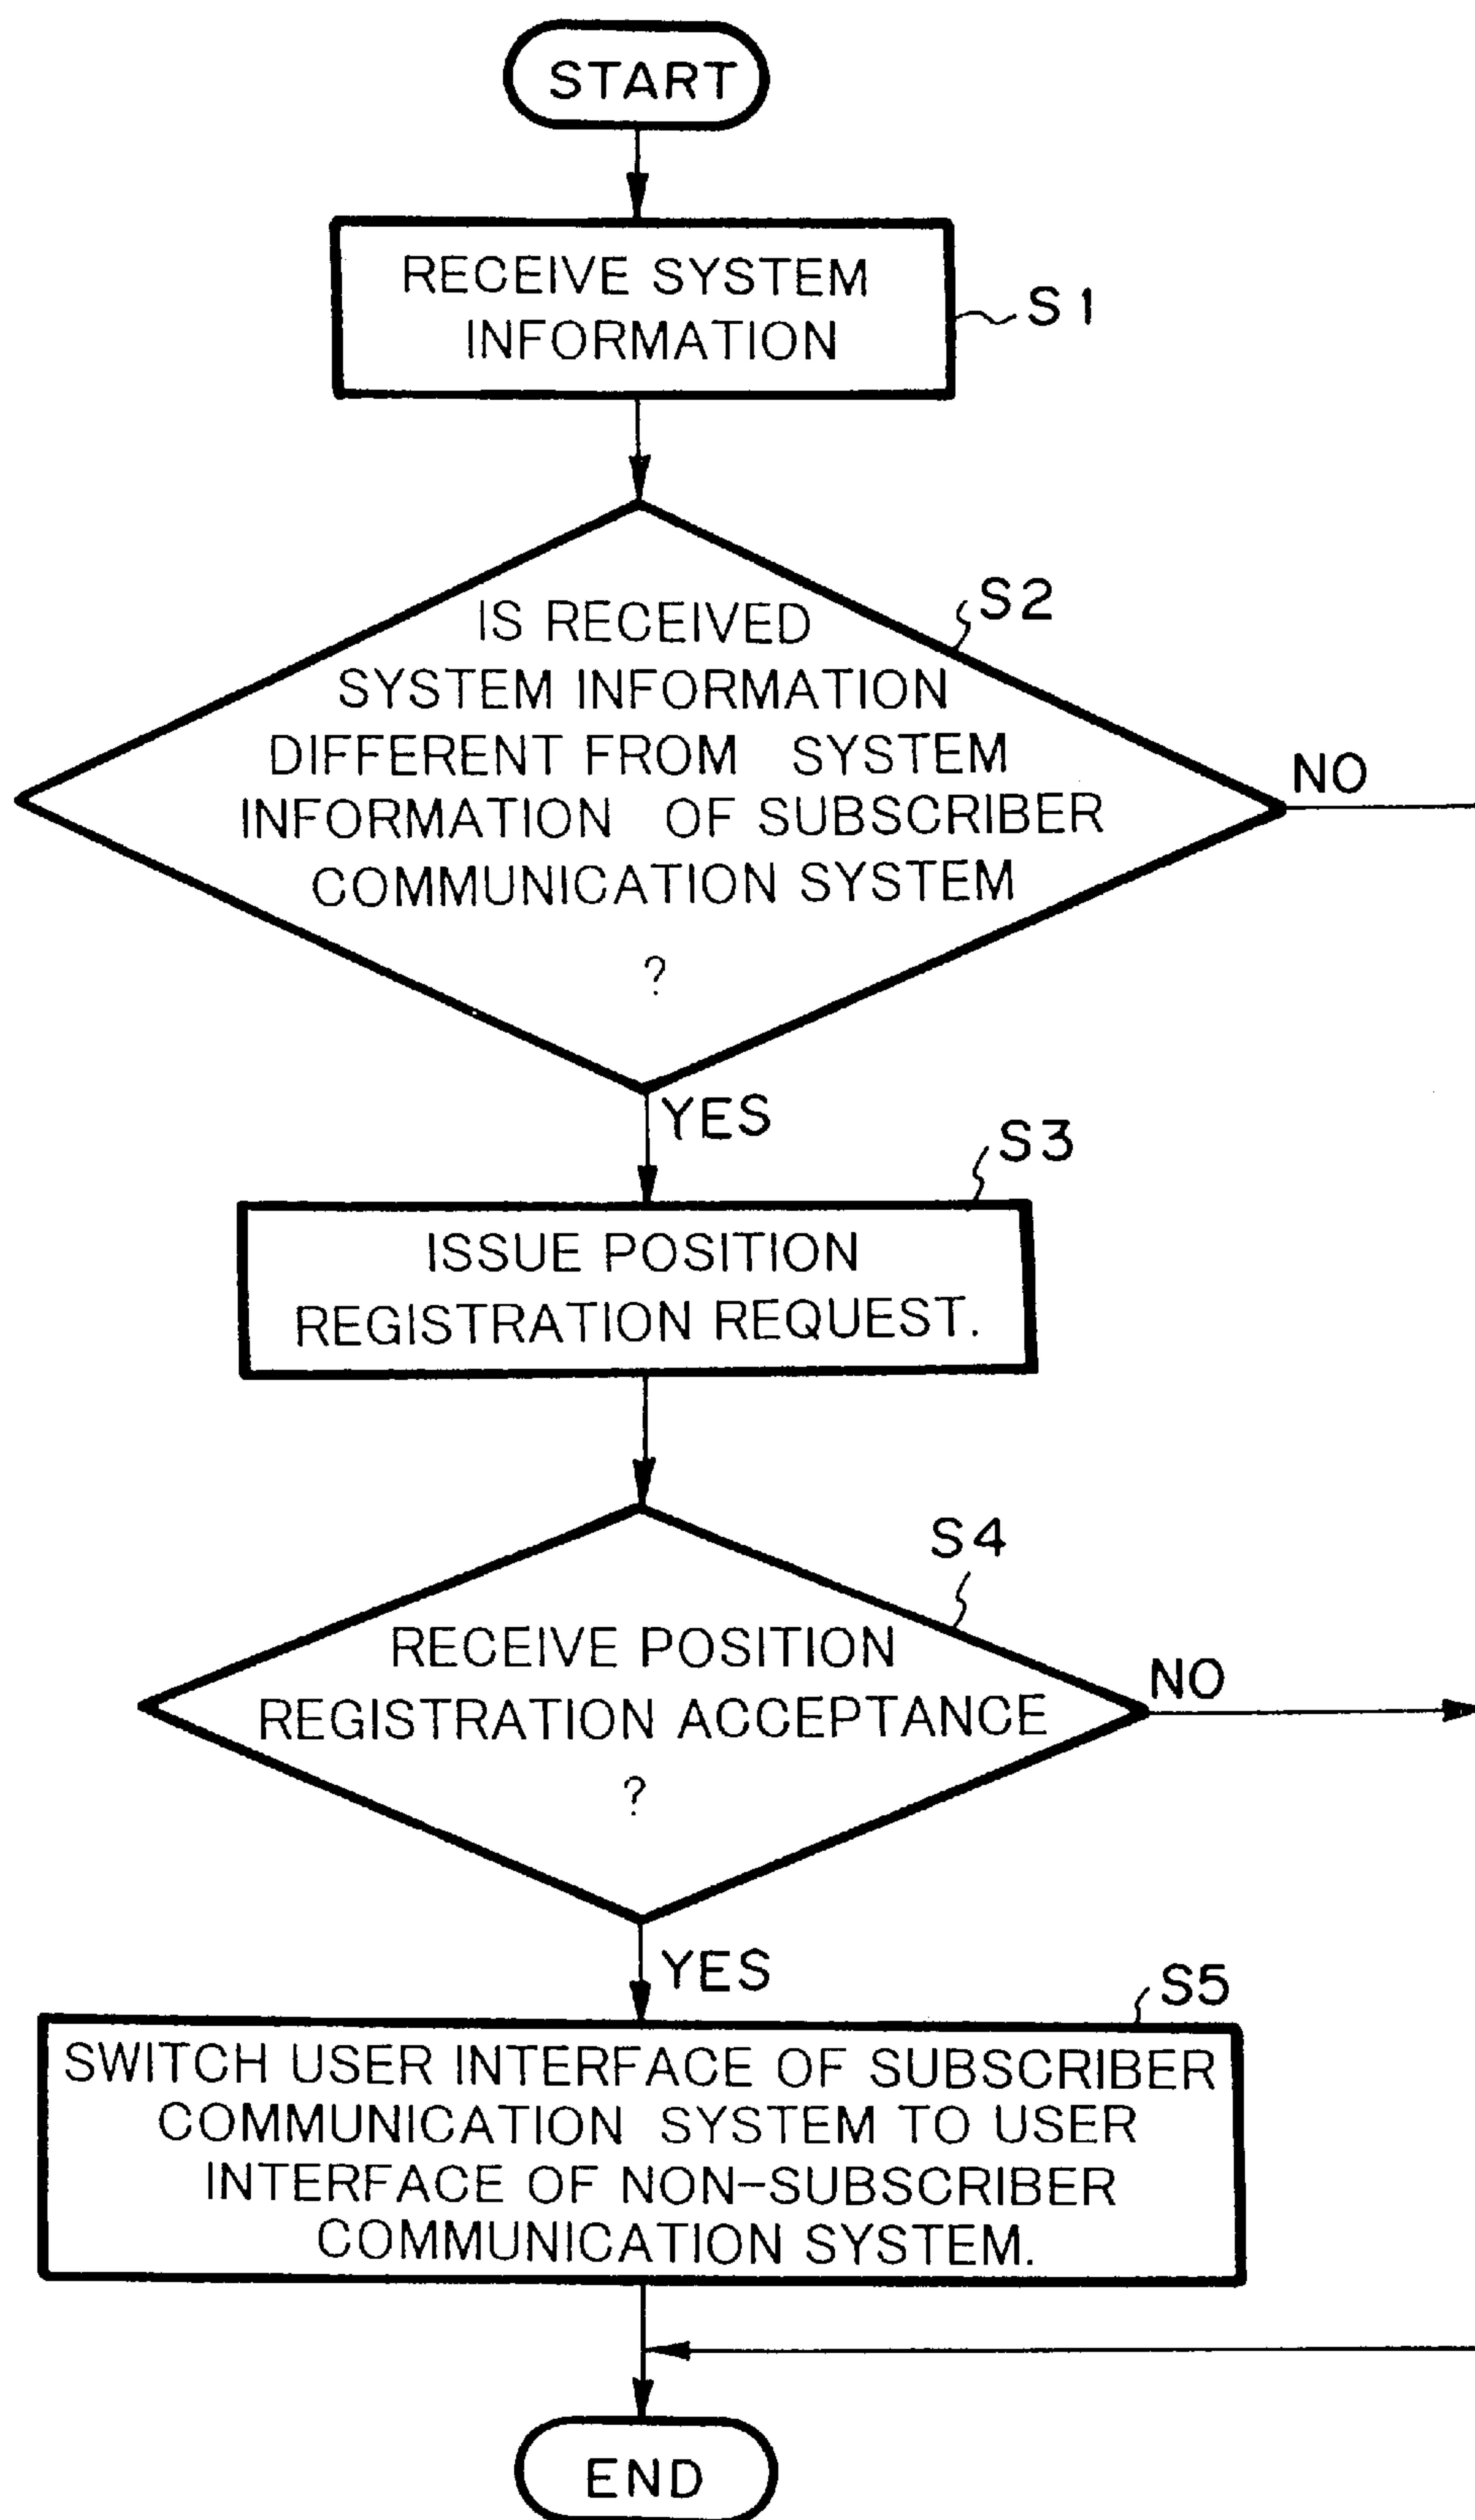 START
RECEIVE SYSTEM
INFORMATION
S1
S2
IS RECEIVED
SYSTEM INFORMATION
DIFFERENT FROM SYSTEM
INFORMATION OF SUBSCRIBER
COMMUNICATION SYSTEM
?
NO
YES
S3
ISSUE POSITION
REGISTRATION REQUEST.
S4
RECEIVE POSITION
REGISTRATION ACCEPTANCE
?
NO
YES
S5
SWITCH USER INTERFACE OF SUBSCRIBER
COMMUNICATION SYSTEM TO USER
INTERFACE OF NON-SUBSCRIBER
COMMUNICATION SYSTEM.
END